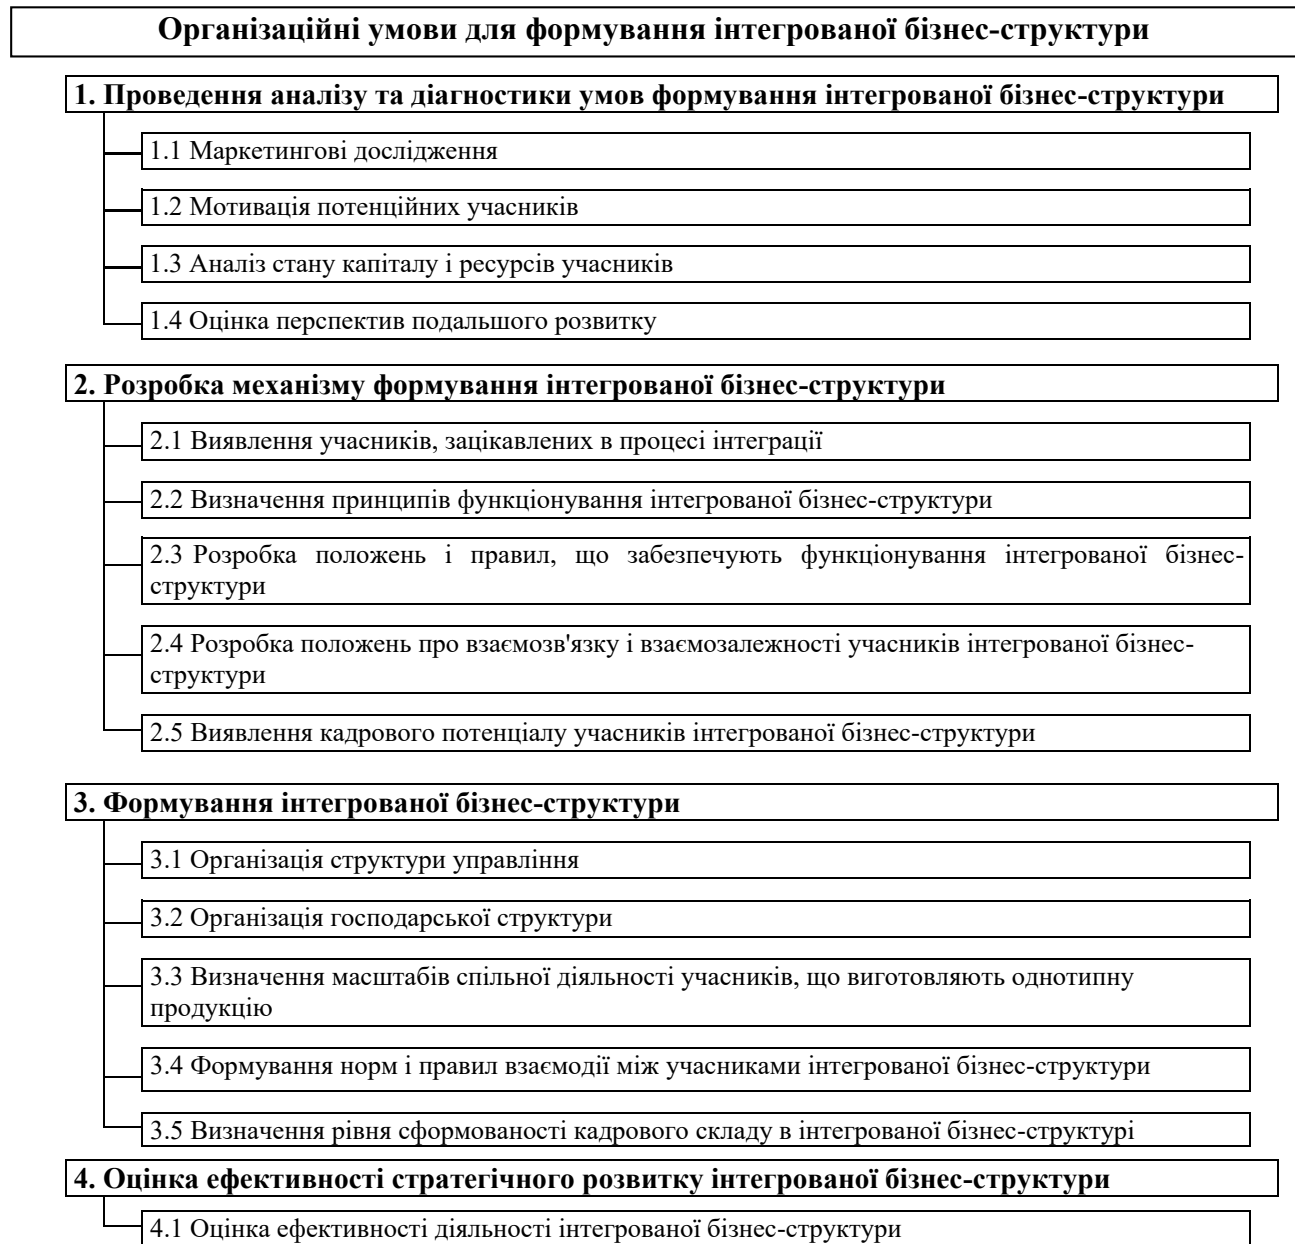 Організаційні умови для формування інтегрованої бізнес-структури
1. Проведення аналізу та діагностики умов формування інтегрованої бізнес-структури
1.1 Маркетингові дослідження
1.2 Мотивація потенційних учасників
1.3 Аналіз стану капіталу і ресурсів учасників
1.4 Оцінка перспектив подальшого розвитку
2. Розробка механізму формування інтегрованої бізнес-структури
2.1 Виявлення учасників, зацікавлених в процесі інтеграції
2.2 Визначення принципів функціонування інтегрованої бізнес-структури
2.3 Розробка положень і правил, що забезпечують функціонування інтегрованої бізнес-
структури
2.4 Розробка положень про взаємозв'язку і взаємозалежності учасників інтегрованої бізнес-
структури
2.5 Виявлення кадрового потенціалу учасників інтегрованої бізнес-структури
3. Формування інтегрованої бізнес-структури
3.1 Організація структури управління
3.2 Організація господарської структури
3.3 Визначення масштабів спільної діяльності учасників, що виготовляють однотипну
продукцію
3.4 Формування норм і правил взаємодії між учасниками інтегрованої бізнес-структури
3.5 Визначення рівня сформованості кадрового складу в інтегрованої бізнес-структурі
4. Оцінка ефективності стратегічного розвитку інтегрованої бізнес-структури
4.1 Оцінка ефективності діяльності інтегрованої бізнес-структури